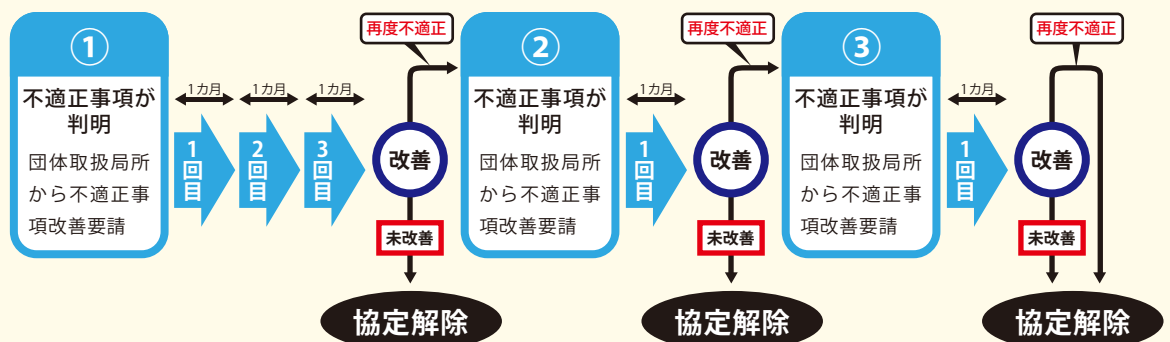 ①
不適正事項が
判明
団体取扱局所
から不適正事
項改善要請
1カ月
1カ月
1カ月
1回目
2回目
3回目
再度不適正
改善
未改善
協定解除
②
不適正事項が
判明
団体取扱局所
から不適正事
項改善要請
1カ月
1回目
再度不適正
改善
未改善
協定解除
③
不適正事項が
判明
団体取扱局所
から不適正事
項改善要請
1カ月
1回目
再度不適正
改善
未改善
協定解除